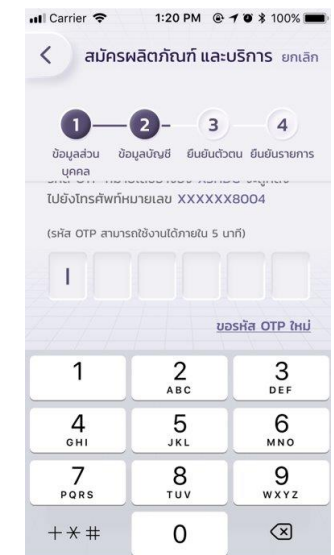 Carrier 1:20 PM 100%
สมัครผลิตภัณฑ์ และบริการ ยกเลิก
1 2 3 4
ข้อมูลส่วนบุคคล ข้อมูลบัญชี ยืนยันตัวตน ยืนยันรายการ
ไปยังโทรศัพท์หมายเลข XXXXXX8004
(รหัส OTP สามารถใช้งานได้ภายใน 5 นาที)
ขอรหัส OTP ใหม่
1 2 3
ABC DEF
4 5 6
GHI JKL MNO
7 8 9
PQRS TUV WXYZ
+*# 0